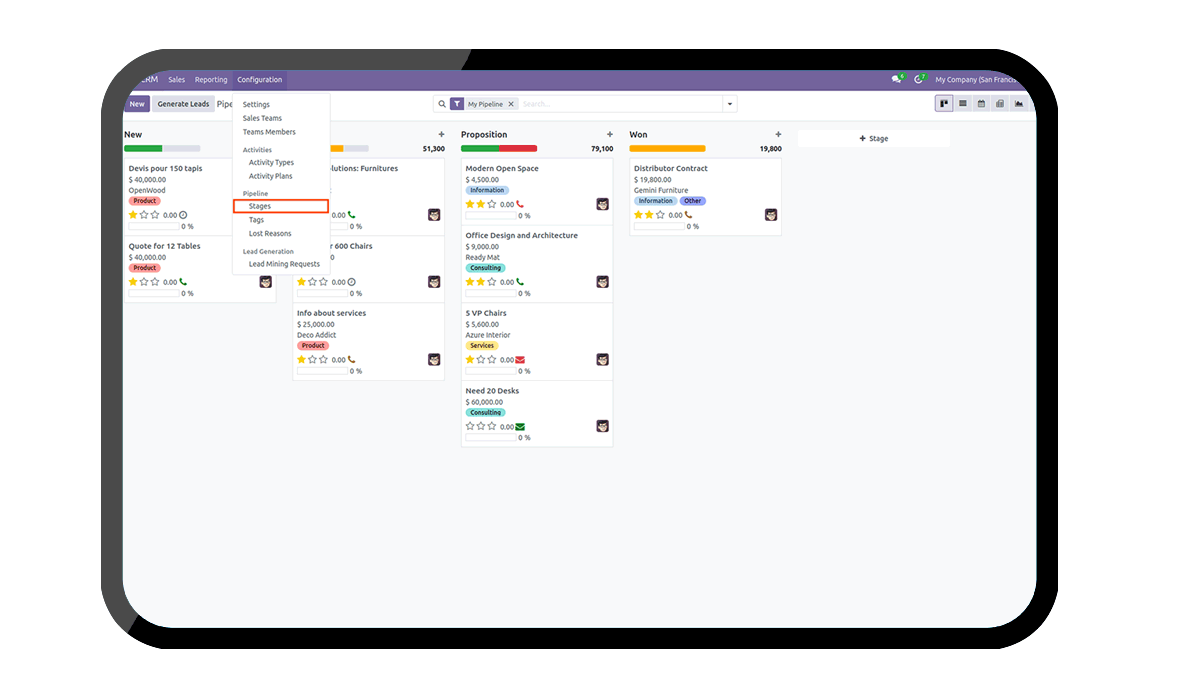 CRM Sales Reporting Configuration 6 7 My Company (San Francis
New Generate Leads Pipe My Pipeline × Search...
Settings
Sales Teams
Teams Members
Activities
Activity Types
Activity Plans
Pipeline
Stages
Tags
Lost Reasons
Lead Generation
Lead Mining Requests
New
Devis pour 150 tapis
$ 40,000.00
OpenWood
Product
0.00
0 %
Quote for 12 Tables
$ 40,000.00
Product
0.00
0 %
+
51,300
olutions: Furnitures
0.00
0 %
r 600 Chairs
0
0.00
0 %
Info about services
$ 25,000.00
Deco Addict
Product
0.00
0 %
Proposition +
79,100
Modern Open Space
$ 4,500.00
Information
0.00
0 %
Office Design and Architecture
$ 9,000.00
Ready Mat
Consulting
0.00
0 %
5 VP Chairs
$ 5,600.00
Azure Interior
Services
0.00
0 %
Need 20 Desks
$ 60,000.00
Consulting
0.00
0 %
Won +
19,800
Distributor Contract
$ 19,800.00
Gemini Furniture
Information Other
0.00
0 %
+ Stage